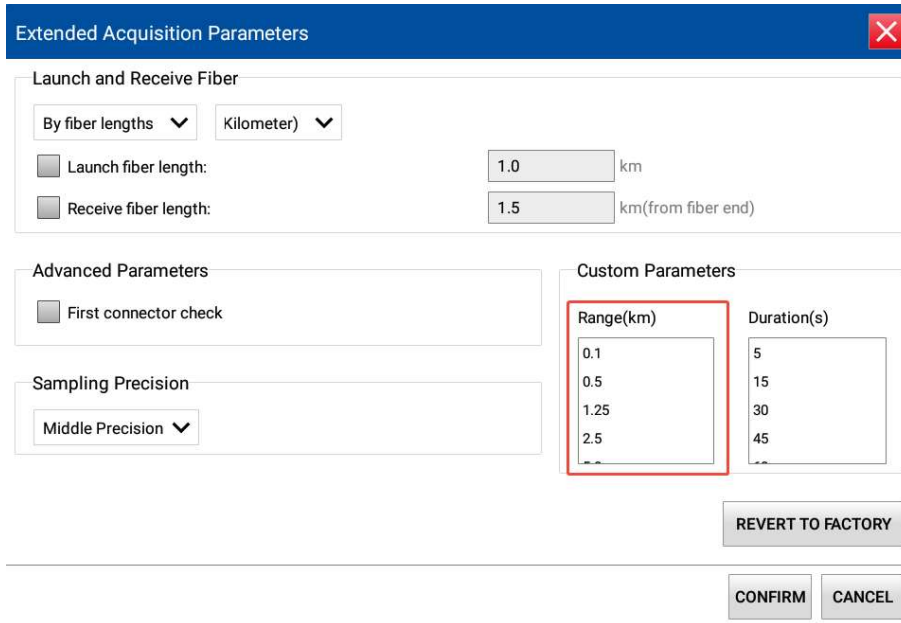 Extended Acquisition Parameters
Launch and Receive Fiber
By fiber lengths
Kilometer)
Launch fiber length:
1.0
km
Receive fiber length:
1.5
km(from fiber end)
Advanced Parameters
First connector check
Sampling Precision
Middle Precision
Custom Parameters
Range(km)
0.1
0.5
1.25
2.5
Duration(s)
5
15
30
45
REVERT TO FACTORY
CONFIRM
CANCEL